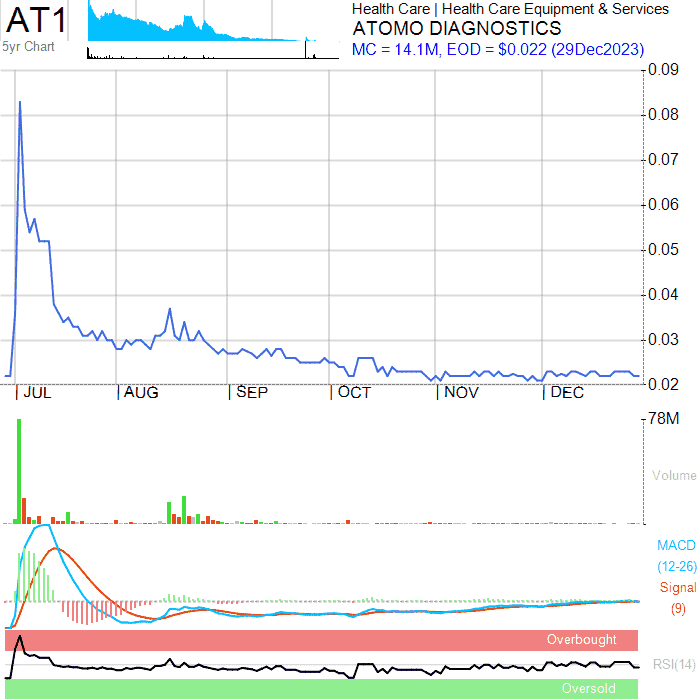 AT1
5yr Chart
Health Care | Health Care Equipment & Services
ATOMO DIAGNOSTICS
MC = 14.1M, EOD = $0.022 (29Dec2023)
0.09
0.08
0.07
0.06
0.05
0.04
0.03
0.02
JUL AUG SEP OCT NOV DEC
78M
Volume
MACD
(12-26)
Signal
(9)
Overbought
RSI(14)
Oversold